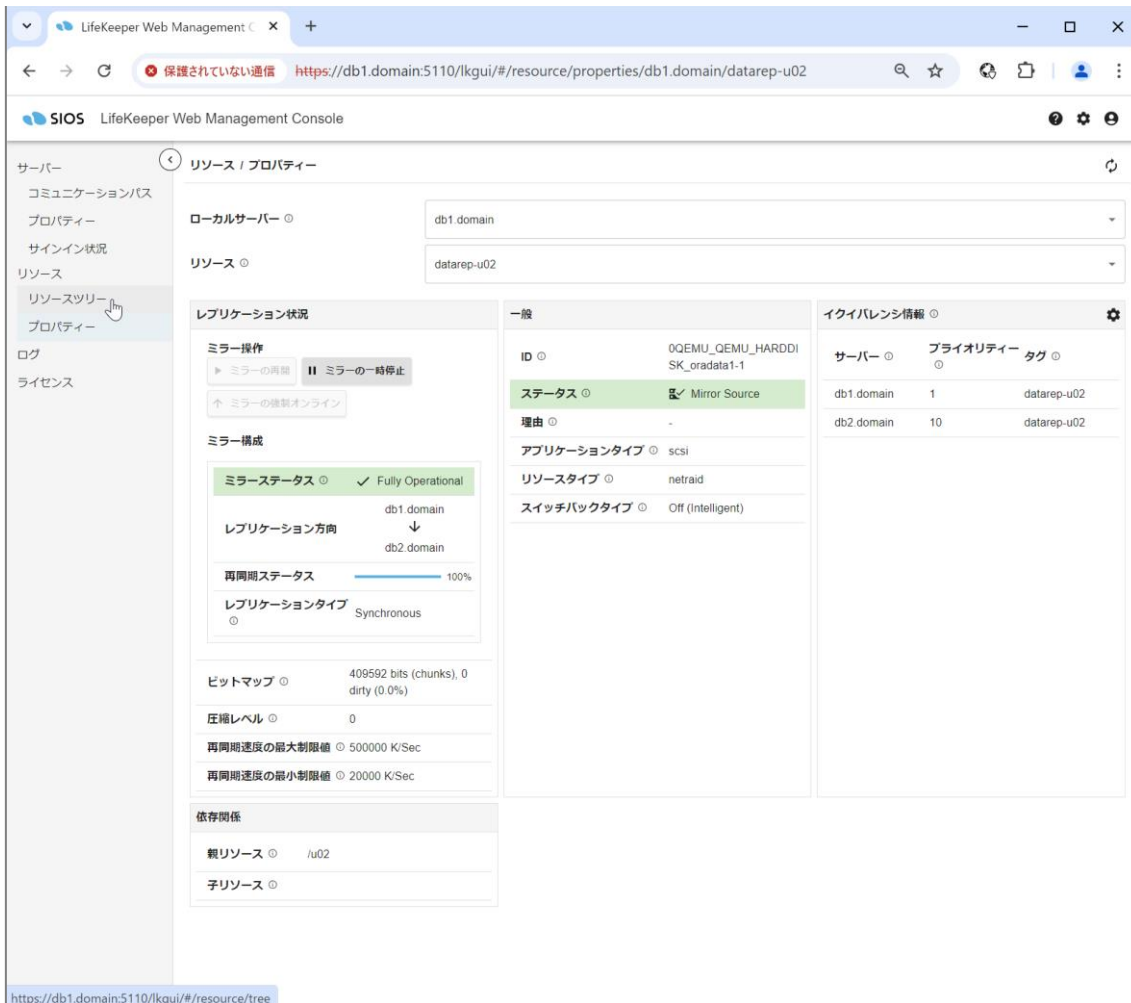 LifeKeeper Web Management C
保護されていない通信 https://db1.domain:5110/lkgui/#/resource/properties/db1.domain/datarep-u02
SIOS LifeKeeper Web Management Console
サーバー
コミュニケーションパス
プロパティー
サインイン状況
リソース
リソースツリー
プロパティー
ログ
ライセンス
リソース / プロパティー
ローカルサーバー db1.domain
リソース datarep-u02
レプリケーション状況
ミラー操作
ミラーの再開 ミラーの一時停止
ミラーの強制オンライン
ミラー構成
ミラーステータス Fully Operational
db1.domain
レプリケーション方向
db2.domain
再同期ステータス 100%
レプリケーションタイプ Synchronous
ビットマップ 409592 bits (chunks), 0
dirty (0.0%)
圧縮レベル 0
再同期速度の最大制限値 500000 K/Sec
再同期速度の最小制限値 20000 K/Sec
一般
ID 0QEMU_QEMU_HARDDI
SK_oradata1-1
ステータス Mirror Source
理由 -
アプリケーションタイプ scsi
リソースタイプ netraid
スイッチバックタイプ Off (Intelligent)
イクイバレンシ情報
サーバー プライオリティー タグ
db1.domain 1 datarep-u02
db2.domain 10 datarep-u02
依存関係
親リソース /u02
子リソース
https://db1.domain:5110/lkgui/#/resource/tree